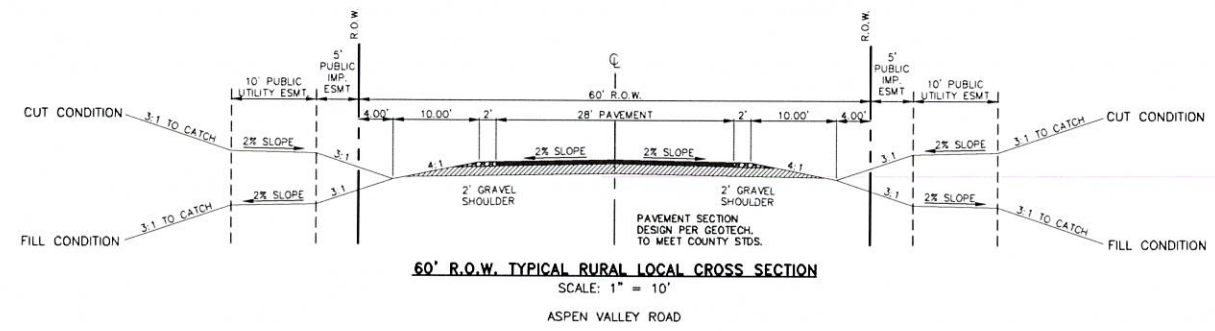 R.O.W.
R.O.W.
5'
PUBLIC
IMP.
ESMT
10' PUBLIC
UTILITY ESMT
℄
5'
PUBLIC
IMP.
ESMT
10' PUBLIC
UTILITY ESMT
60' R.O.W.
4.00'
10.00'
2'
28' PAVEMENT
2'
10.00'
4.00'
CUT CONDITION
3:1 TO CATCH
2% SLOPE
3:1
4:1
2% SLOPE
2% SLOPE
4:1
3:1
2% SLOPE
3:1 TO CATCH
CUT CONDITION
FILL CONDITION
3:1 TO CATCH
2% SLOPE
3:1
2' GRAVEL
SHOULDER
2' GRAVEL
SHOULDER
3:1
2% SLOPE
3:1 TO CATCH
FILL CONDITION
PAVEMENT SECTION
DESIGN PER GEOTECH.
TO MEET COUNTY STDS.
60' R.O.W. TYPICAL RURAL LOCAL CROSS SECTION
SCALE: 1" = 10'
ASPEN VALLEY ROAD